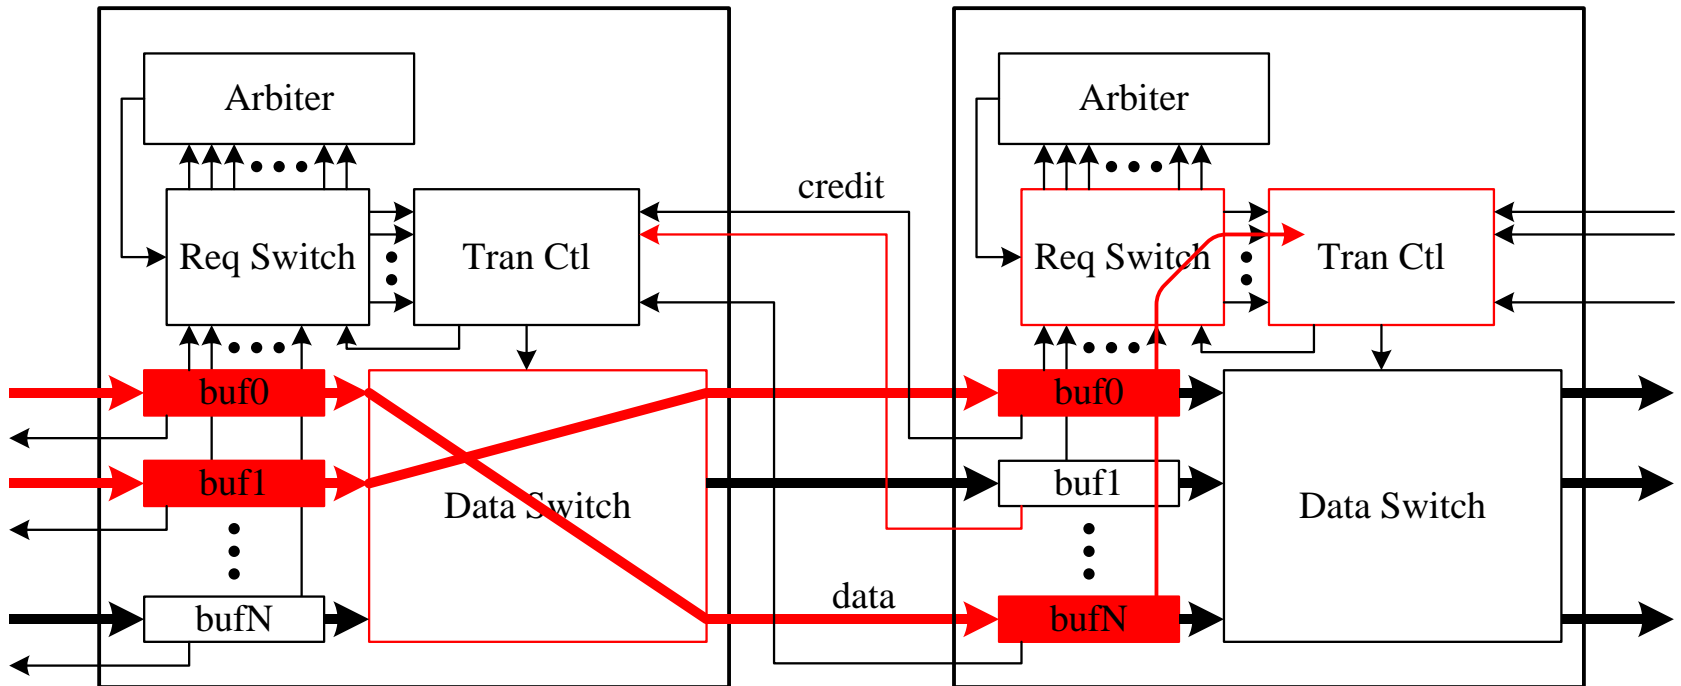 Arbiter
Arbiter
credit
Req Switch
Tran Ctl
Req Switch
Tran Ctl
buf0
buf0
buf1
buf1
Data Switch
Data Switch
data
bufN
bufN